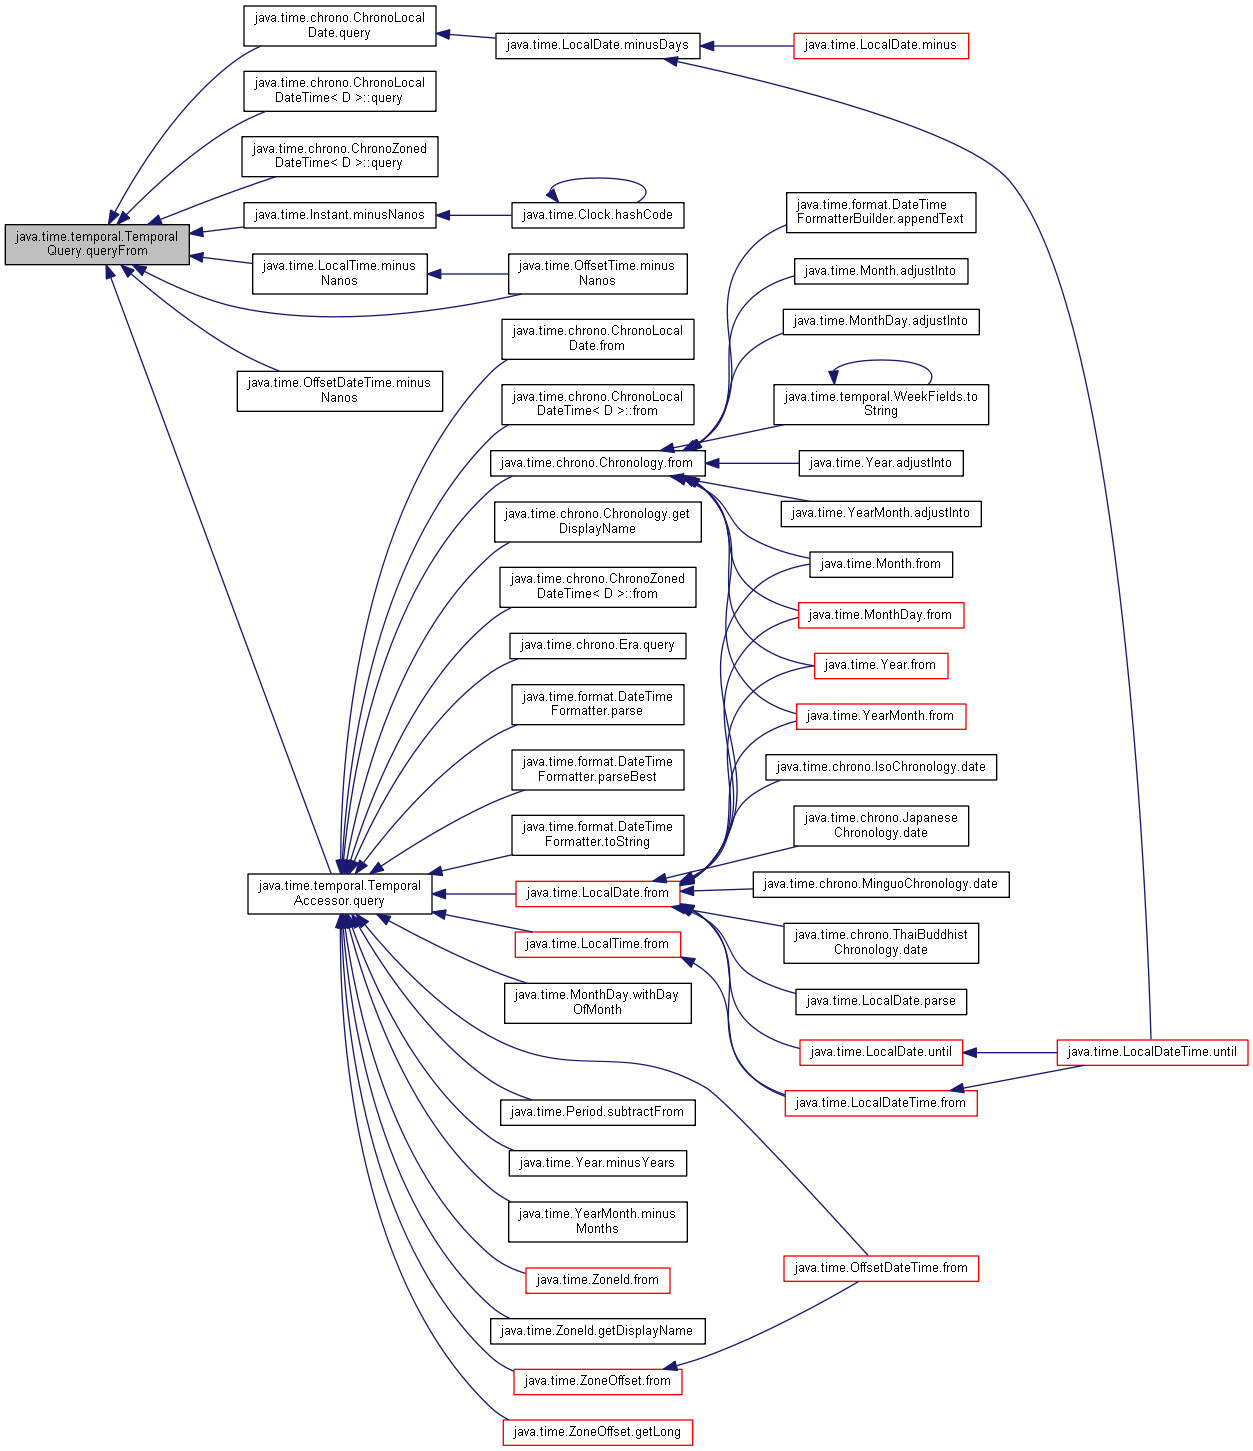 java.time.chrono.ChronoLocal
Date.query
java.time.LocalDate.minusDays
java.time.LocalDate.minus
java.time.chrono.ChronoLocal
DateTime< D >::query
java.time.chrono.ChronoZoned
DateTime< D >::query
java.time.Instant.minusNanos
java.time.Clock.hashCode
java.time.temporal.Temporal
Query.queryFrom
java.time.LocalTime.minus
Nanos
java.time.OffsetTime.minus
Nanos
java.time.OffsetDateTime.minus
Nanos
java.time.chrono.ChronoLocal
Date.from
java.time.chrono.ChronoLocal
DateTime< D >::from
java.time.chrono.Chronology.from
java.time.chrono.Chronology.get
DisplayName
java.time.chrono.ChronoZoned
DateTime< D >::from
java.time.chrono.Era.query
java.time.format.DateTime
Formatter.parse
java.time.format.DateTime
Formatter.parseBest
java.time.format.DateTime
Formatter.toString
java.time.temporal.Temporal
Accessor.query
java.time.LocalDate.from
java.time.LocalTime.from
java.time.MonthDay.withDay
OfMonth
java.time.Period.subtractFrom
java.time.Year.minusYears
java.time.YearMonth.minus
Months
java.time.ZoneId.from
java.time.ZoneId.getDisplayName
java.time.ZoneOffset.from
java.time.ZoneOffset.getLong
java.time.format.DateTime
FormatterBuilder.appendText
java.time.Month.adjustInto
java.time.MonthDay.adjustInto
java.time.temporal.WeekFields.to
String
java.time.Year.adjustInto
java.time.YearMonth.adjustInto
java.time.Month.from
java.time.MonthDay.from
java.time.Year.from
java.time.YearMonth.from
java.time.chrono.IsoChronology.date
java.time.chrono.Japanese
Chronology.date
java.time.chrono.MinguoChronology.date
java.time.chrono.ThaiBuddhist
Chronology.date
java.time.LocalDate.parse
java.time.LocalDate.until
java.time.LocalDateTime.until
java.time.LocalDateTime.from
java.time.OffsetDateTime.from